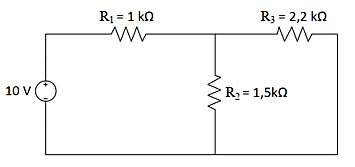 R₁ = 1 kΩ
R₃ = 2,2 kΩ
10 V
R₂ = 1,5kΩ